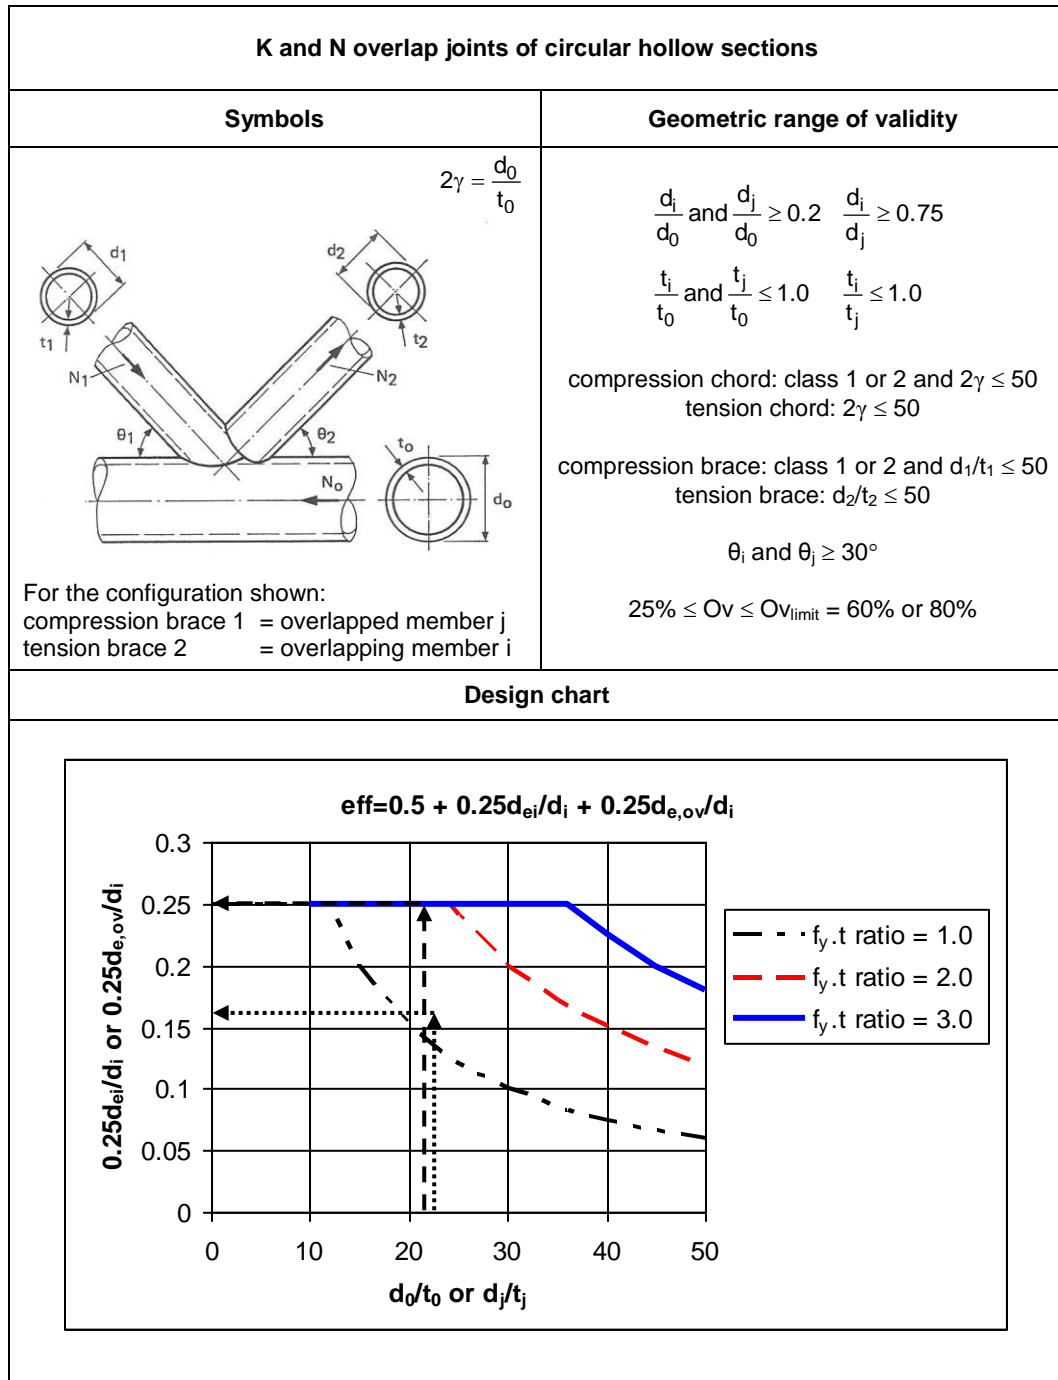 K and N overlap joints of circular hollow sections
Symbols
Geometric range of validity
2γ = d₀/t₀
d₁
d₂
t₁
t₂
N₁
N₂
θ₁
θ₂
tₒ
Nₒ
dₒ
For the configuration shown:
compression brace 1 = overlapped member j
tension brace 2 = overlapping member i
dᵢ/d₀ and dⱼ/d₀ ≥ 0.2 dᵢ/dⱼ ≥ 0.75
tᵢ/t₀ and tⱼ/t₀ ≤ 1.0 tᵢ/tⱼ ≤ 1.0
compression chord: class 1 or 2 and 2γ ≤ 50
tension chord: 2γ ≤ 50
compression brace: class 1 or 2 and d₁/t₁ ≤ 50
tension brace: d₂/t₂ ≤ 50
θᵢ and θⱼ ≥ 30°
25% ≤ Ov ≤ Ovlimit = 60% or 80%
Design chart
eff=0.5 + 0.25dₑᵢ/dᵢ + 0.25dₑ,ov/dᵢ
0.25dₑᵢ/dᵢ or 0.25dₑ,ov/dᵢ
0.3
0.25
0.2
0.15
0.1
0.05
0
0 10 20 30 40 50
d₀/t₀ or dⱼ/tⱼ
fy.t ratio = 1.0
fy.t ratio = 2.0
fy.t ratio = 3.0